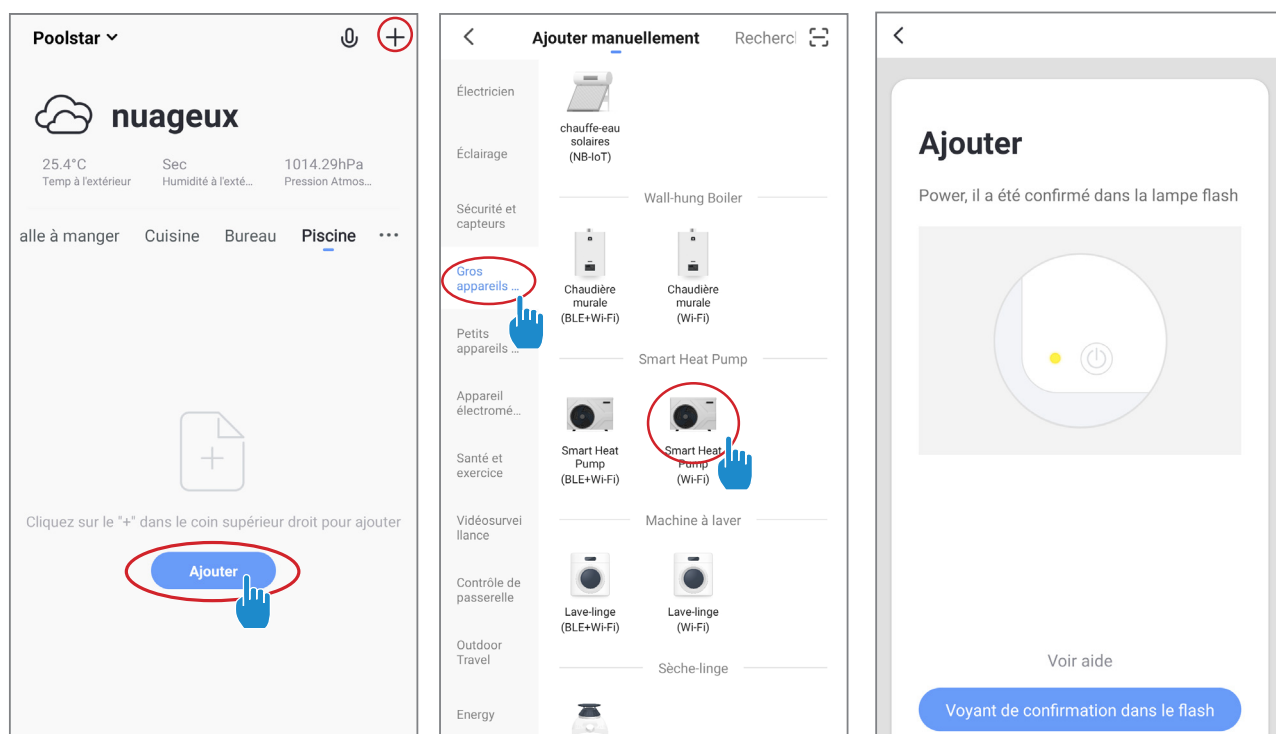 Poolstar
nuageux
25.4°C
Sec
1014.29hPa
Temp à l'extérieur
Humidité à l'exté...
Pression Atmos...
alle à manger
Cuisine
Bureau
Piscine
Cliquez sur le "+" dans le coin supérieur droit pour ajouter
Ajouter
Ajouter manuellement
Recherc
Électricien
Éclairage
Sécurité et
capteurs
Gros
appareils ...
Petits
appareils ...
Appareil
électromé...
Santé et
exercice
Vidéosurvei
llance
Contrôle de
passerelle
Outdoor
Travel
Energy
chauffe-eau
solaires
(NB-IoT)
Wall-hung Boiler
Chaudière
murale
(BLE+Wi-Fi)
Chaudière
murale
(Wi-Fi)
Smart Heat Pump
Smart Heat
Pump
(BLE+Wi-Fi)
Smart Heat
Pump
(Wi-Fi)
Machine à laver
Lave-linge
(BLE+Wi-Fi)
Lave-linge
(Wi-Fi)
Sèche-linge
Ajouter
Power, il a été confirmé dans la lampe flash
Voir aide
Voyant de confirmation dans le flash